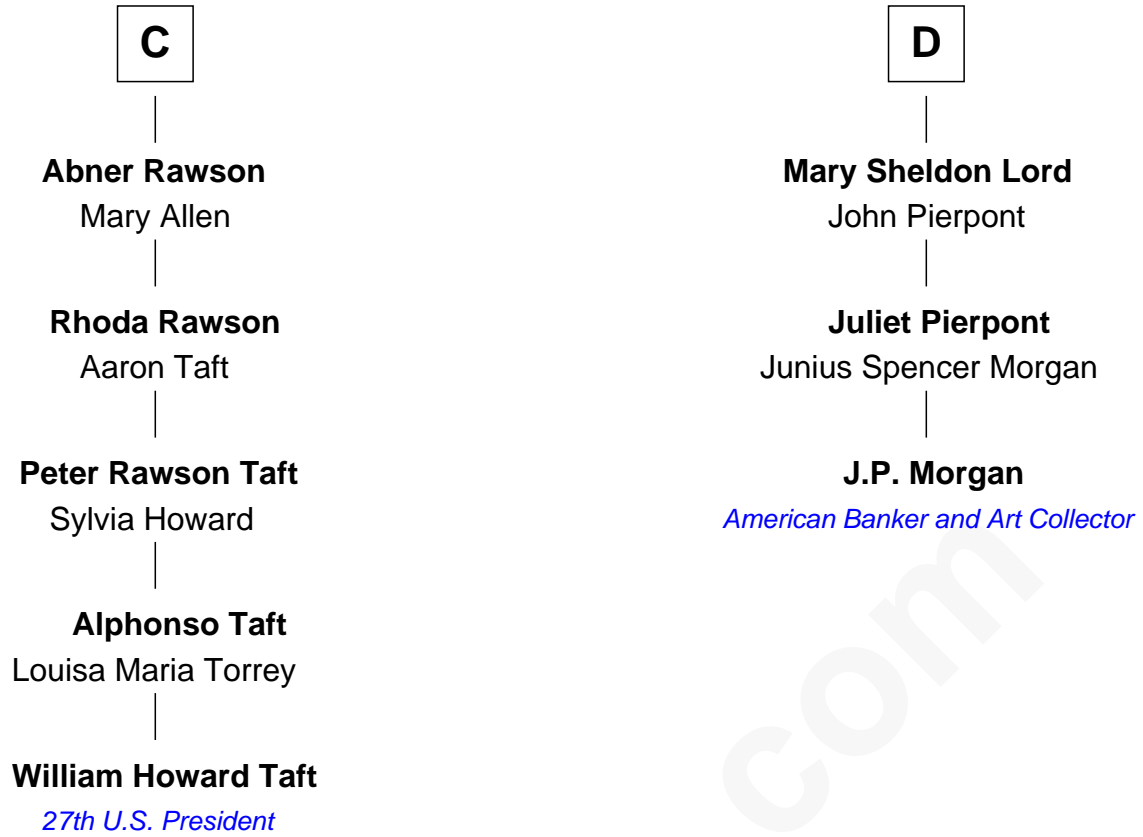 C
Abner Rawson
Mary Allen
Rhoda Rawson
Aaron Taft
Peter Rawson Taft
Sylvia Howard
Alphonso Taft
Louisa Maria Torrey
William Howard Taft
27th U.S. President
D
Mary Sheldon Lord
John Pierpont
Juliet Pierpont
Junius Spencer Morgan
J.P. Morgan
American Banker and Art Collector
com